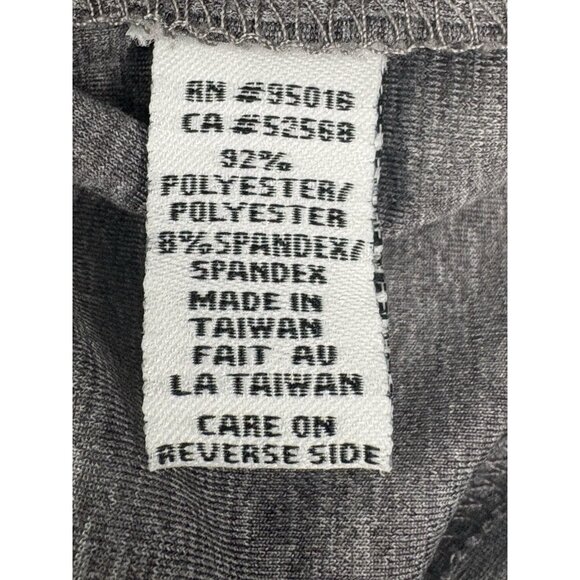 RN #95016
CA #52568
92%
POLYESTER/
POLYESTER
8%SPANDEX/
SPANDEX
MADE IN
TAIWAN
FAIT AU
LA TAIWAN
CARE ON
REVERSE SIDE